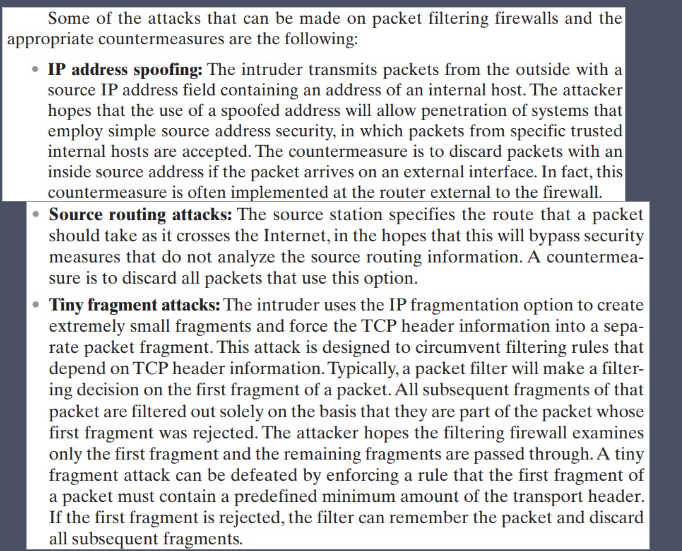 Some of the attacks that can be made on packet filtering firewalls and the
appropriate countermeasures are the following:
• IP address spoofing: The intruder transmits packets from the outside with a
source IP address field containing an address of an internal host. The attacker
hopes that the use of a spoofed address will allow penetration of systems that
employ simple source address security, in which packets from specific trusted
internal hosts are accepted. The countermeasure is to discard packets with an
inside source address if the packet arrives on an external interface. In fact, this
countermeasure is often implemented at the router external to the firewall.
• Source routing attacks: The source station specifies the route that a packet
should take as it crosses the Internet, in the hopes that this will bypass security
measures that do not analyze the source routing information. A countermea-
sure is to discard all packets that use this option.
• Tiny fragment attacks: The intruder uses the IP fragmentation option to create
extremely small fragments and force the TCP header information into a sepa-
rate packet fragment. This attack is designed to circumvent filtering rules that
depend on TCP header information. Typically, a packet filter will make a filter-
ing decision on the first fragment of a packet. All subsequent fragments of that
packet are filtered out solely on the basis that they are part of the packet whose
first fragment was rejected. The attacker hopes the filtering firewall examines
only the first fragment and the remaining fragments are passed through. A tiny
fragment attack can be defeated by enforcing a rule that the first fragment of
a packet must contain a predefined minimum amount of the transport header.
If the first fragment is rejected, the filter can remember the packet and discard
all subsequent fragments.